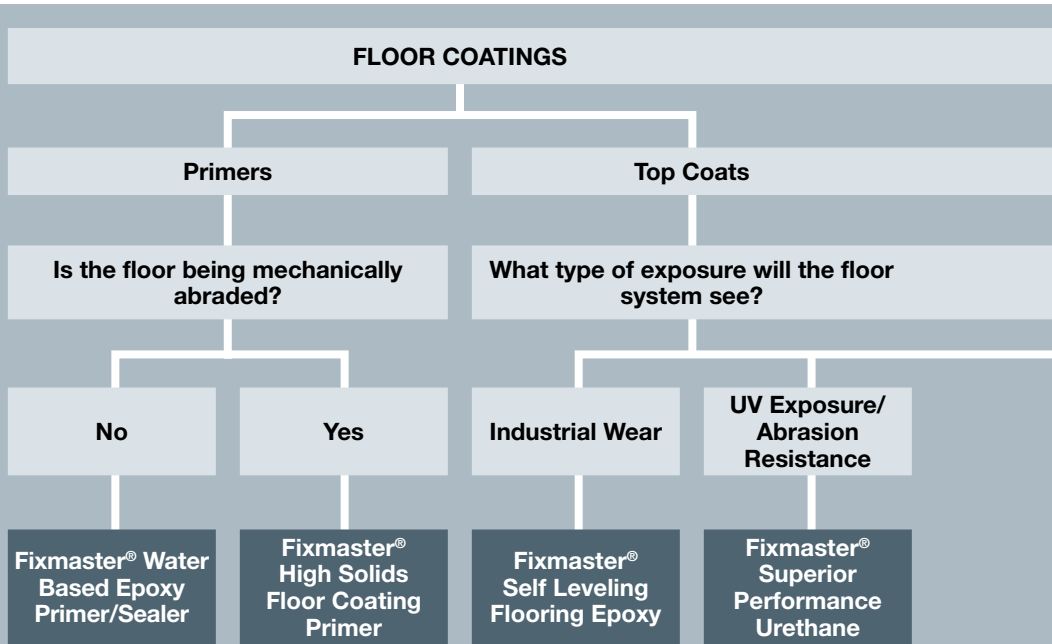 FLOOR COATINGS
Primers
Top Coats
Is the floor being mechanically
abraded?
What type of exposure will the floor
system see?
No
Yes
Industrial Wear
UV Exposure/
Abrasion
Resistance
Fixmaster® Water
Based Epoxy
Primer/Sealer
Fixmaster®
High Solids
Floor Coating
Primer
Fixmaster®
Self Leveling
Flooring Epoxy
Fixmaster®
Superior
Performance
Urethane